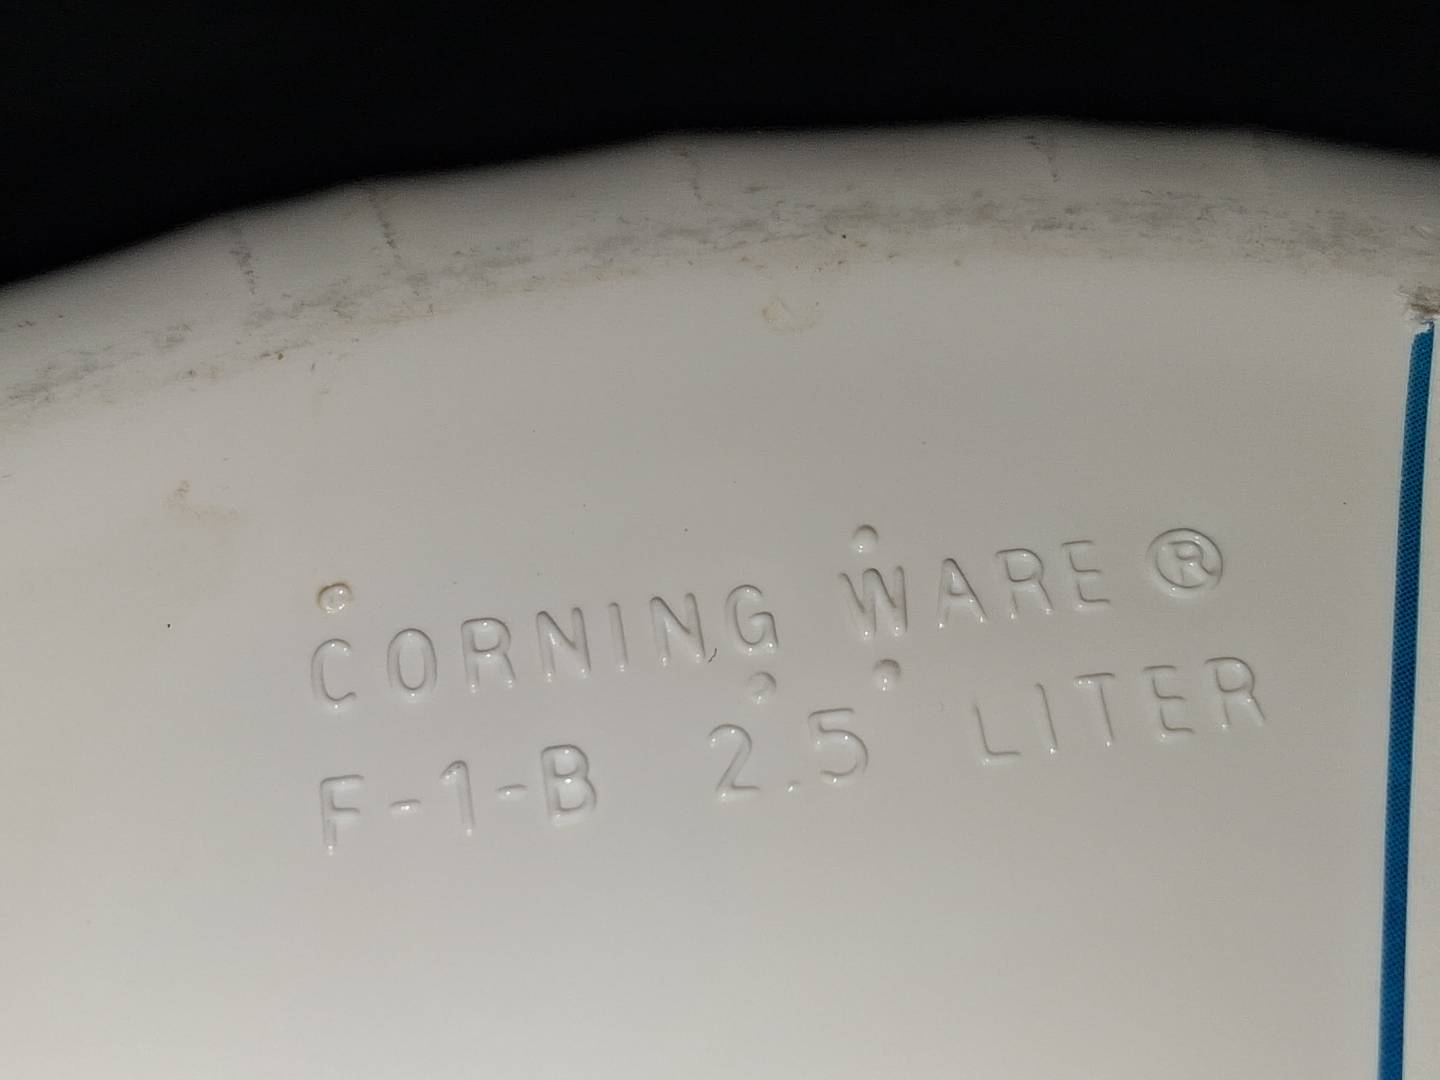 CORNING WARE ®
F-1-B 2.5 LITER